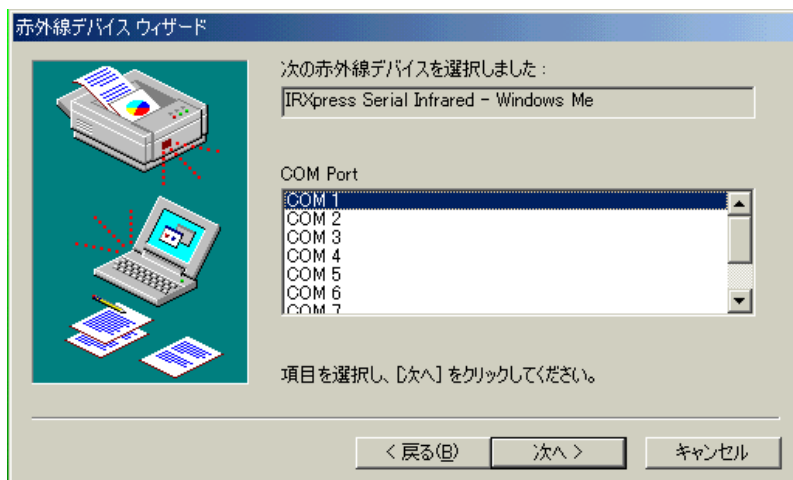 赤外線デバイス ウィザード
次の赤外線デバイスを選択しました:
IRXpress Serial Infrared - Windows Me
COM Port
COM 1
COM 2
COM 3
COM 4
COM 5
COM 6
COM 7
項目を選択し、[次へ] をクリックしてください。
< 戻る(B)
次へ >
キャンセル